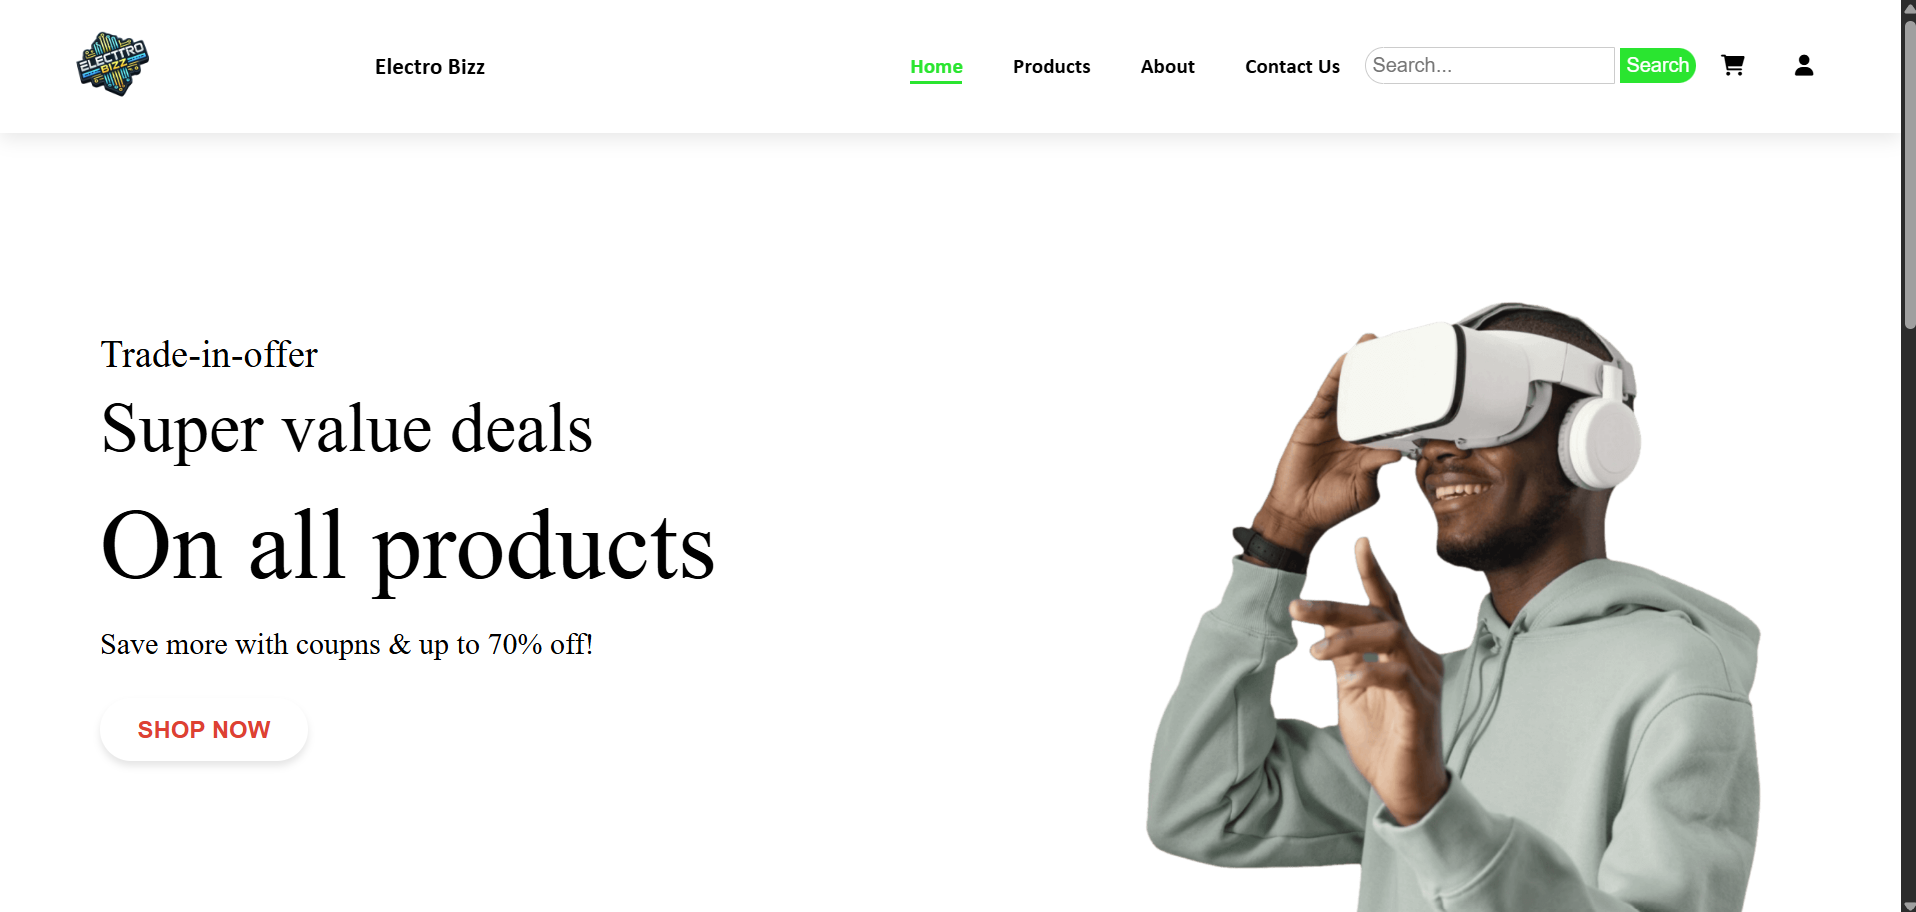 ELECTTRO
BIZZ
Electro Bizz
Home
Products
About
Contact Us
Search...
Search
Trade-in-offer
Super value deals
On all products
Save more with coupns & up to 70% off!
SHOP NOW